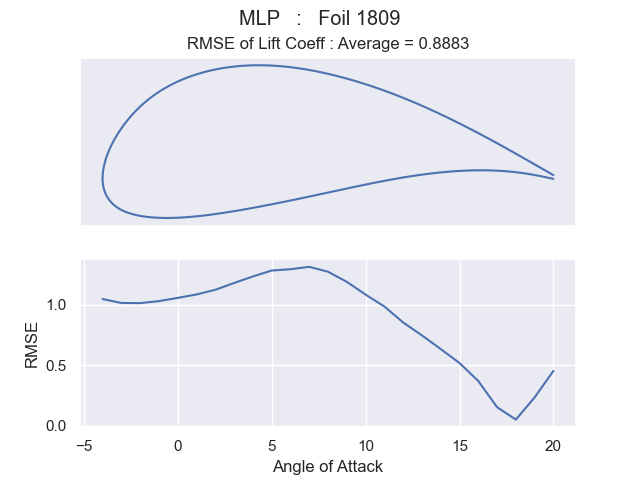 MLP : Foil 1809
RMSE of Lift Coeff : Average = 0.8883
1.0
0.5
0.0
RMSE
−5 0 5 10 15 20
Angle of Attack